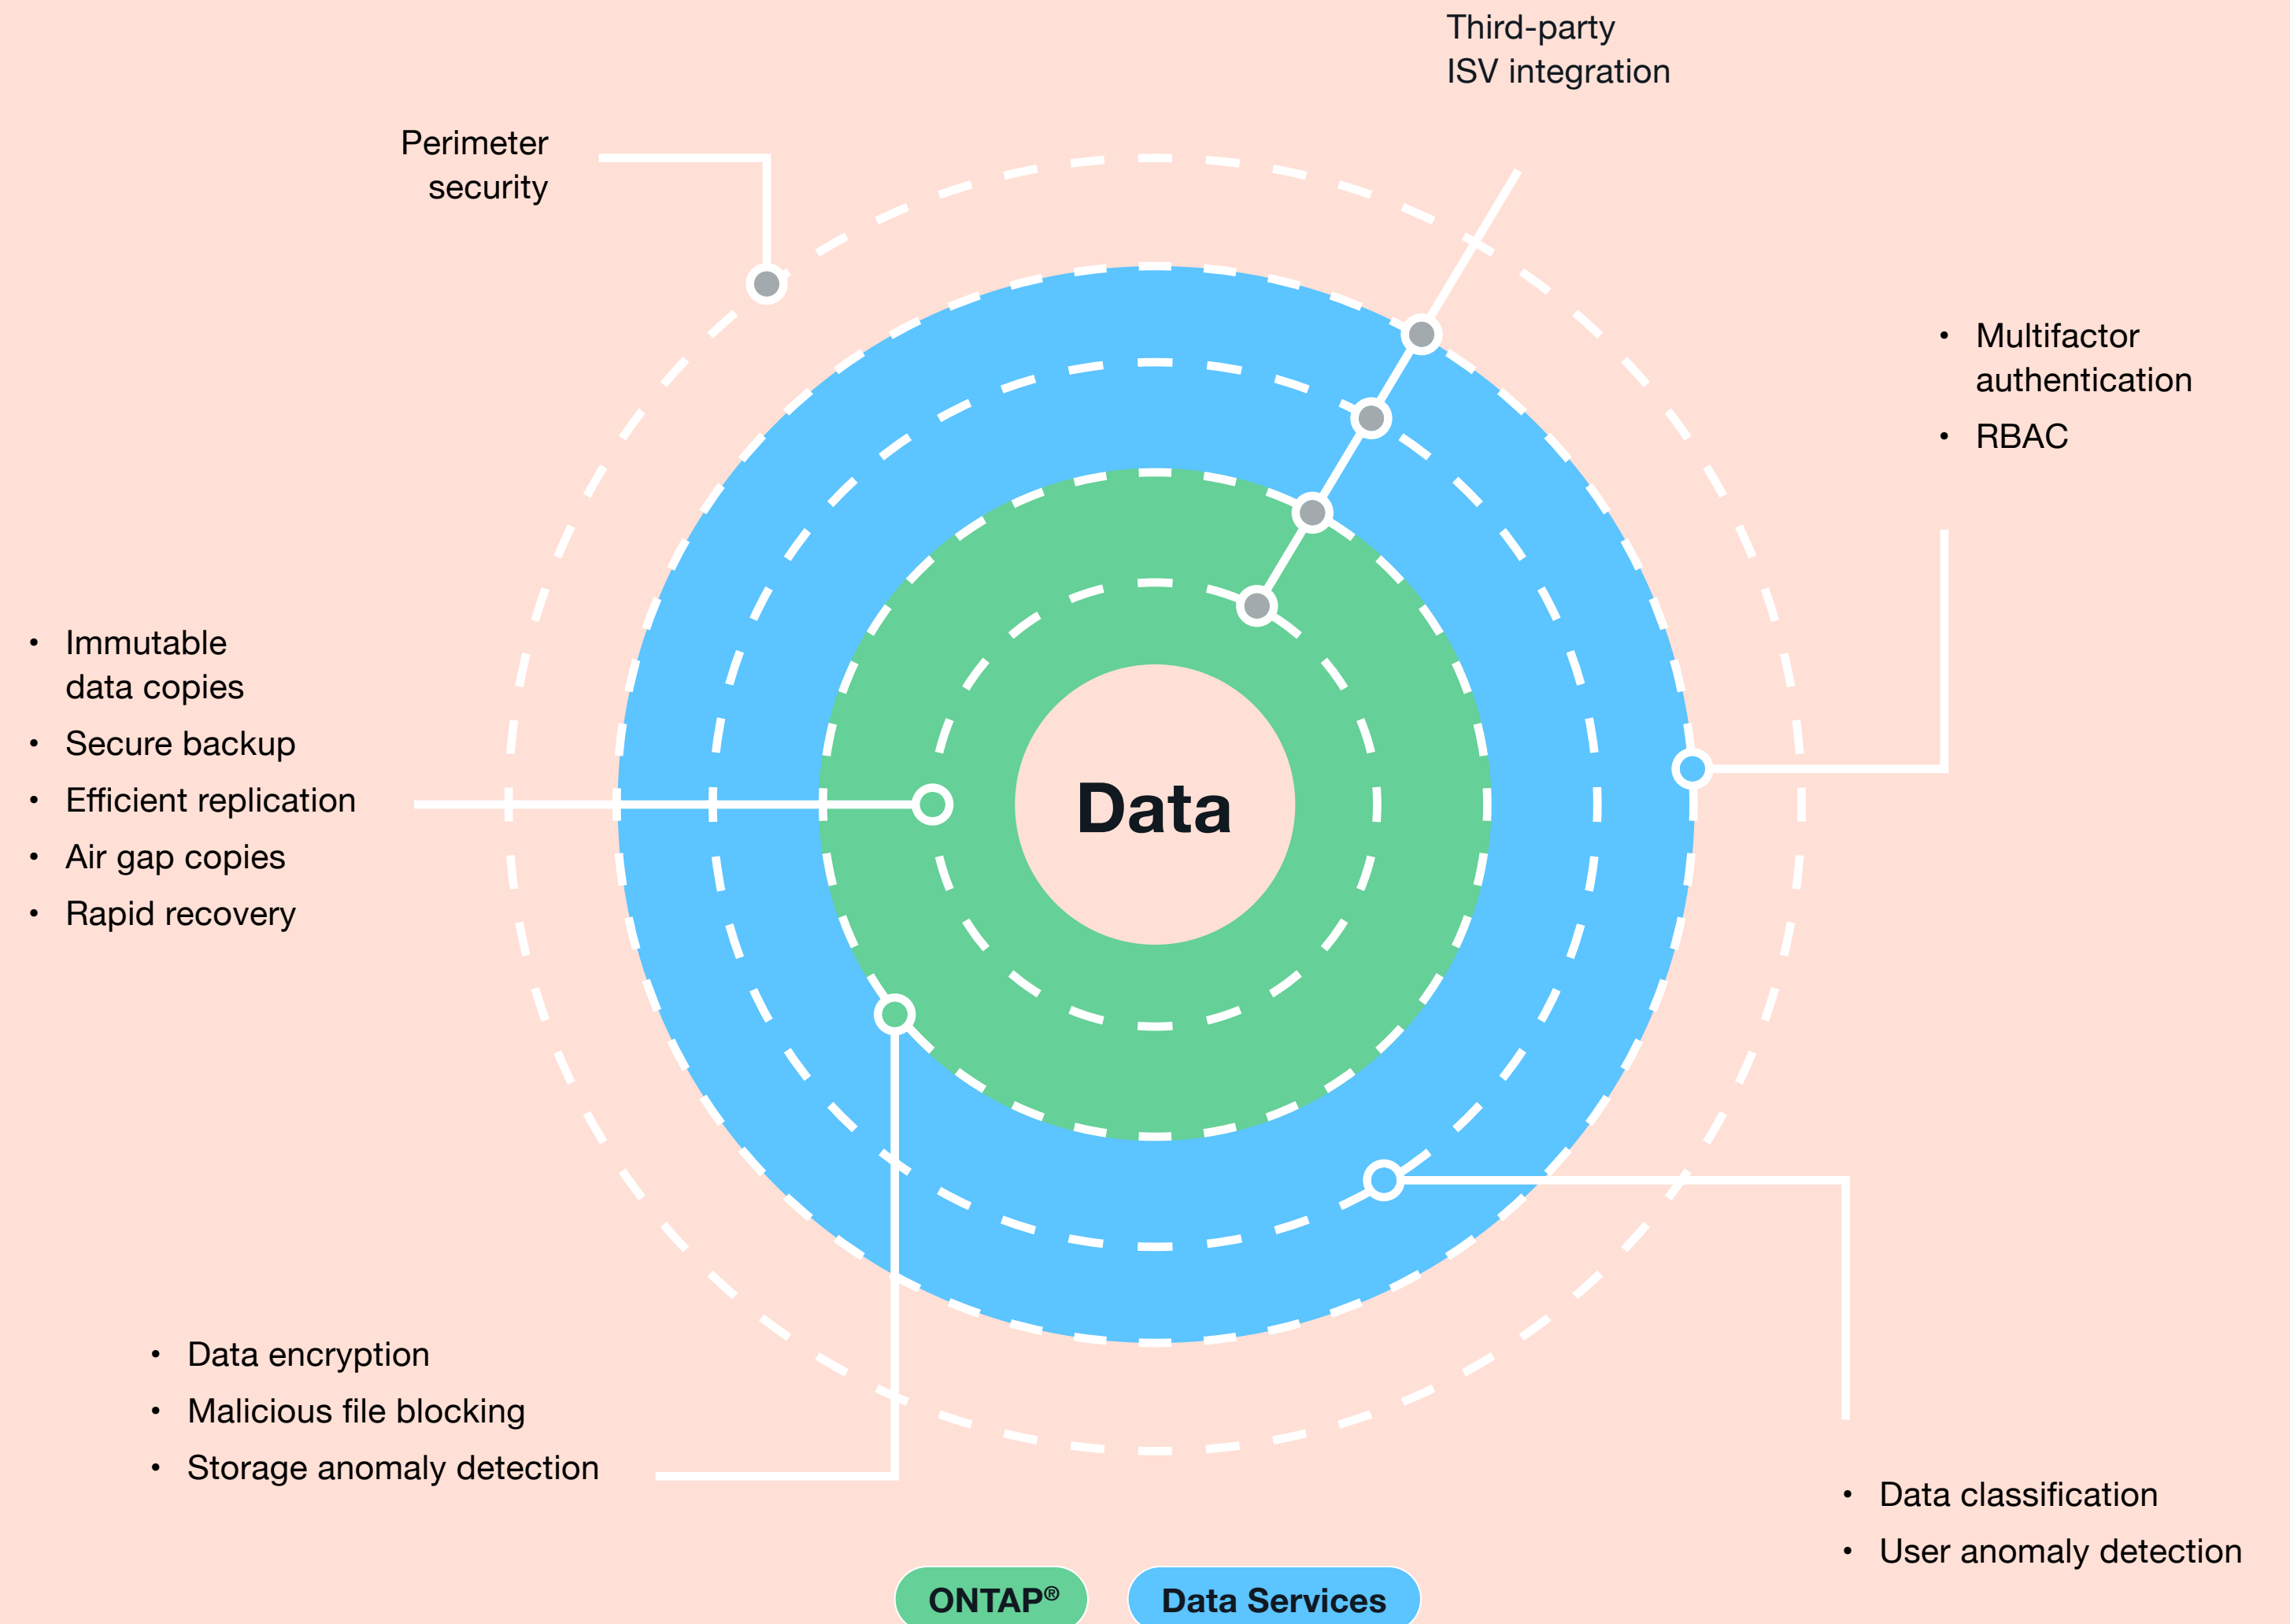 Third-party
ISV integration
Perimeter
security
• Multifactor
authentication
• RBAC
• Immutable
data copies
• Secure backup
• Efficient replication
• Air gap copies
• Rapid recovery
Data
• Data encryption
• Malicious file blocking
• Storage anomaly detection
• Data classification
• User anomaly detection
ONTAP®
Data Services